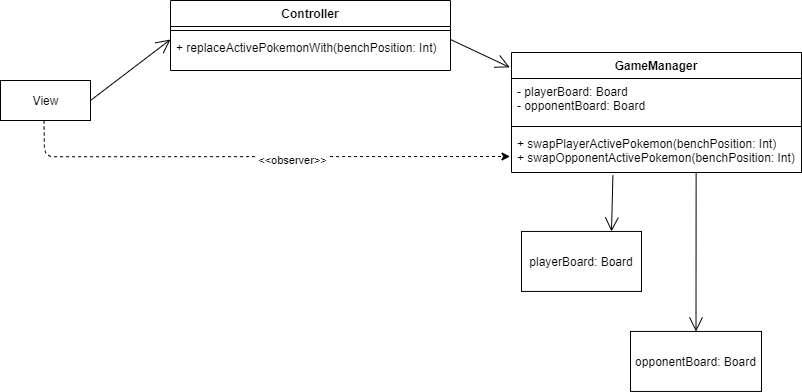 Controller
+ replaceActivePokemonWith(benchPosition: Int)
GameManager
- playerBoard: Board
- opponentBoard: Board
View
+ swapPlayerActivePokemon(benchPosition: Int)
+ swapOpponentActivePokemon(benchPosition: Int)
<<observer>>
playerBoard: Board
opponentBoard: Board